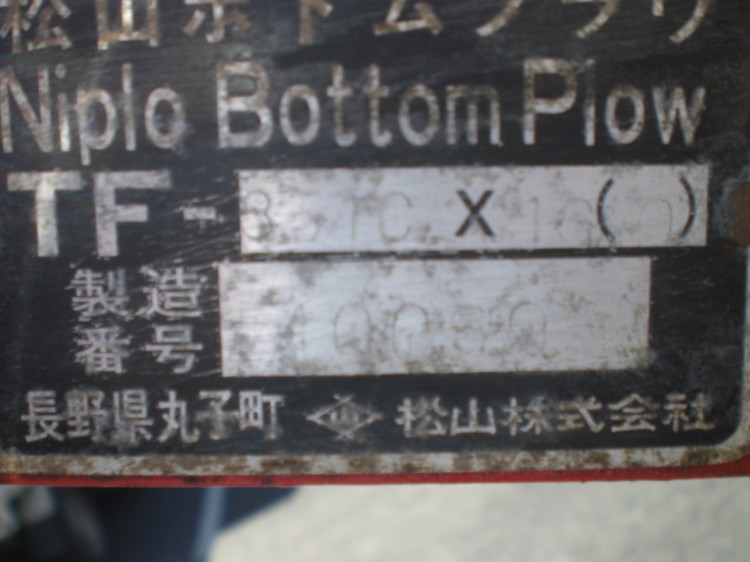 松山ボトムプラウ
Niplo Bottom Plow
TF- x ( )
製造
番号
長野県丸子町 松山株式会社